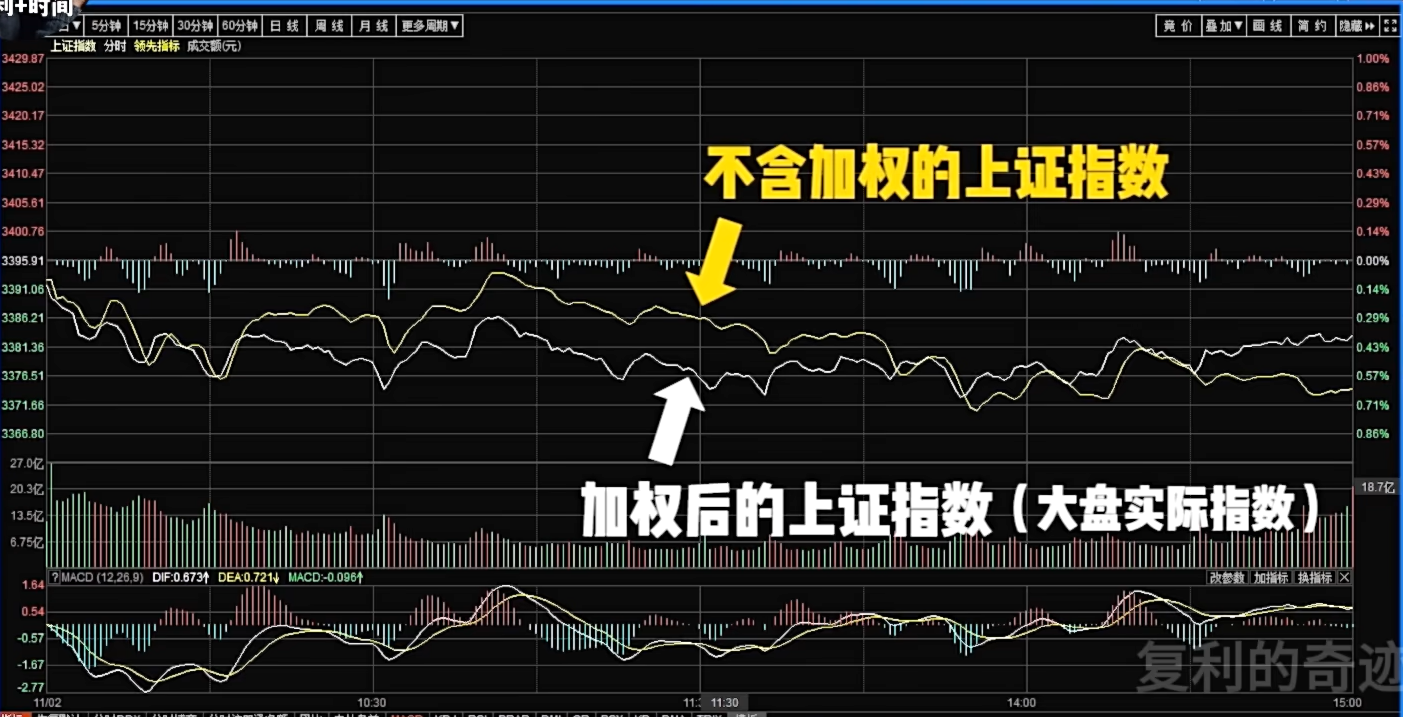 利+时间
5分钟 15分钟 30分钟 60分钟 日 线 周 线 月 线 更多周期▼ 竞 价 叠加▼ 画 线 简 约 隐藏
上证指数 分时 领先指标 成交额(元)
3429.87 1.00%
3425.02 0.86%
3420.17 0.71%
3415.32 0.57%
3410.47 0.43%
3405.61 0.29%
3400.76 0.14%
3395.91 0.00%
3391.06 0.14%
3386.21 0.29%
3381.36 0.43%
3376.51 0.57%
3371.66 0.71%
3366.80 0.86%
不含加权的上证指数
加权后的上证指数（大盘实际指数）
27.0亿
20.3亿 18.7亿
13.5亿
6.75亿
?MACD (12,26,9) DIF:0.673↑ DEA:0.721↓ MACD:-0.096↑ 改参数 加指标 换指标 X
1.64
0.54
-0.57
-1.67
-2.77
复利的奇迹
11/02 10:30 11:30 14:00 15:00